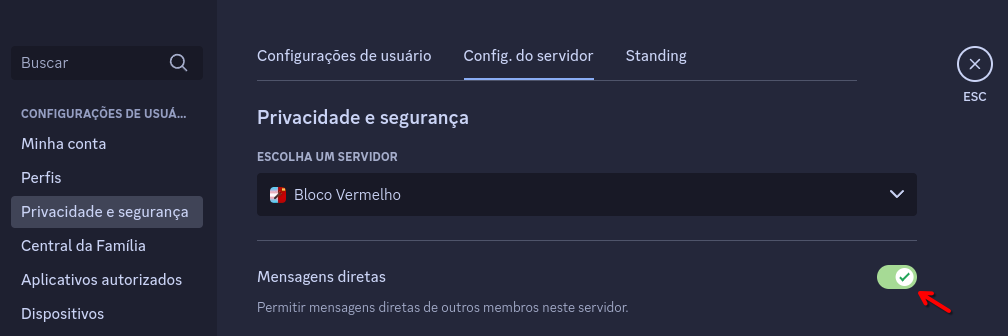 Buscar
CONFIGURAÇÕES DE USUÁ...
Minha conta
Perfis
Privacidade e segurança
Central da Família
Aplicativos autorizados
Dispositivos
Configurações de usuário
Config. do servidor
Standing
ESC
Privacidade e segurança
ESCOLHA UM SERVIDOR
Bloco Vermelho
Mensagens diretas
Permitir mensagens diretas de outros membros neste servidor.